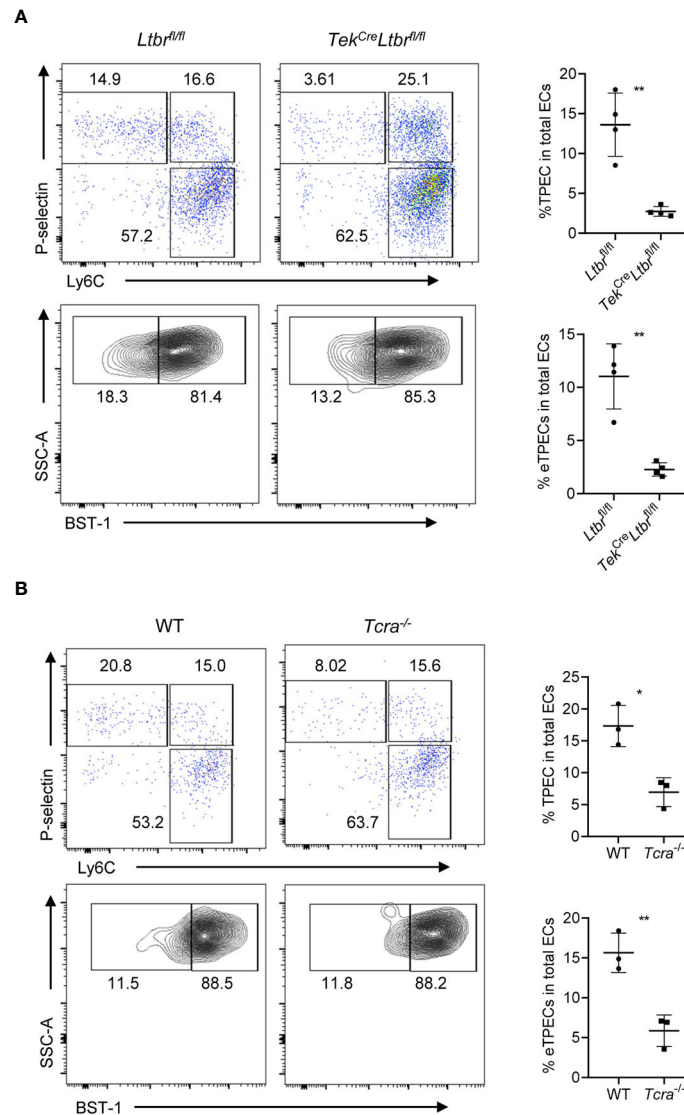 A
Ltbrfl/fl
TekCreLtbrfl/fl
14.9
16.6
3.61
25.1
57.2
62.5
P-selectin
Ly6C
20
15
10
5
0
%TPEC in total ECs
**
Ltbrfl/fl
TekCreLtbrfl/fl
18.3
81.4
13.2
85.3
SSC-A
BST-1
15
10
5
0
% eTPECs in total ECs
**
Ltbrfl/fl
TekCreLtbrfl/fl
B
WT
Tcra-/-
20.8
15.0
8.02
15.6
53.2
63.7
P-selectin
Ly6C
25
20
15
10
5
0
% TPEC in total ECs
*
WT
Tcra-/-
11.5
88.5
11.8
88.2
SSC-A
BST-1
20
15
10
5
0
% eTPECs in total ECs
**
WT
Tcra-/-